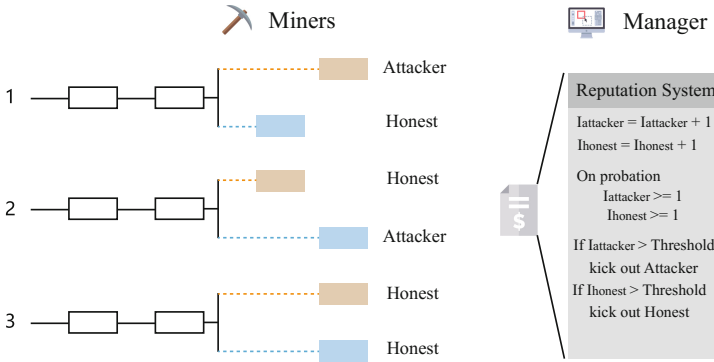 Miners
Manager
1
Attacker
Honest
2
Honest
Attacker
3
Honest
Honest
$
Reputation System
Iattacker = Iattacker + 1
Ihonest = Ihonest + 1
On probation
Iattacker >= 1
Ihonest >= 1
If Iattacker > Threshold
kick out Attacker
If Ihonest > Threshold
kick out Honest